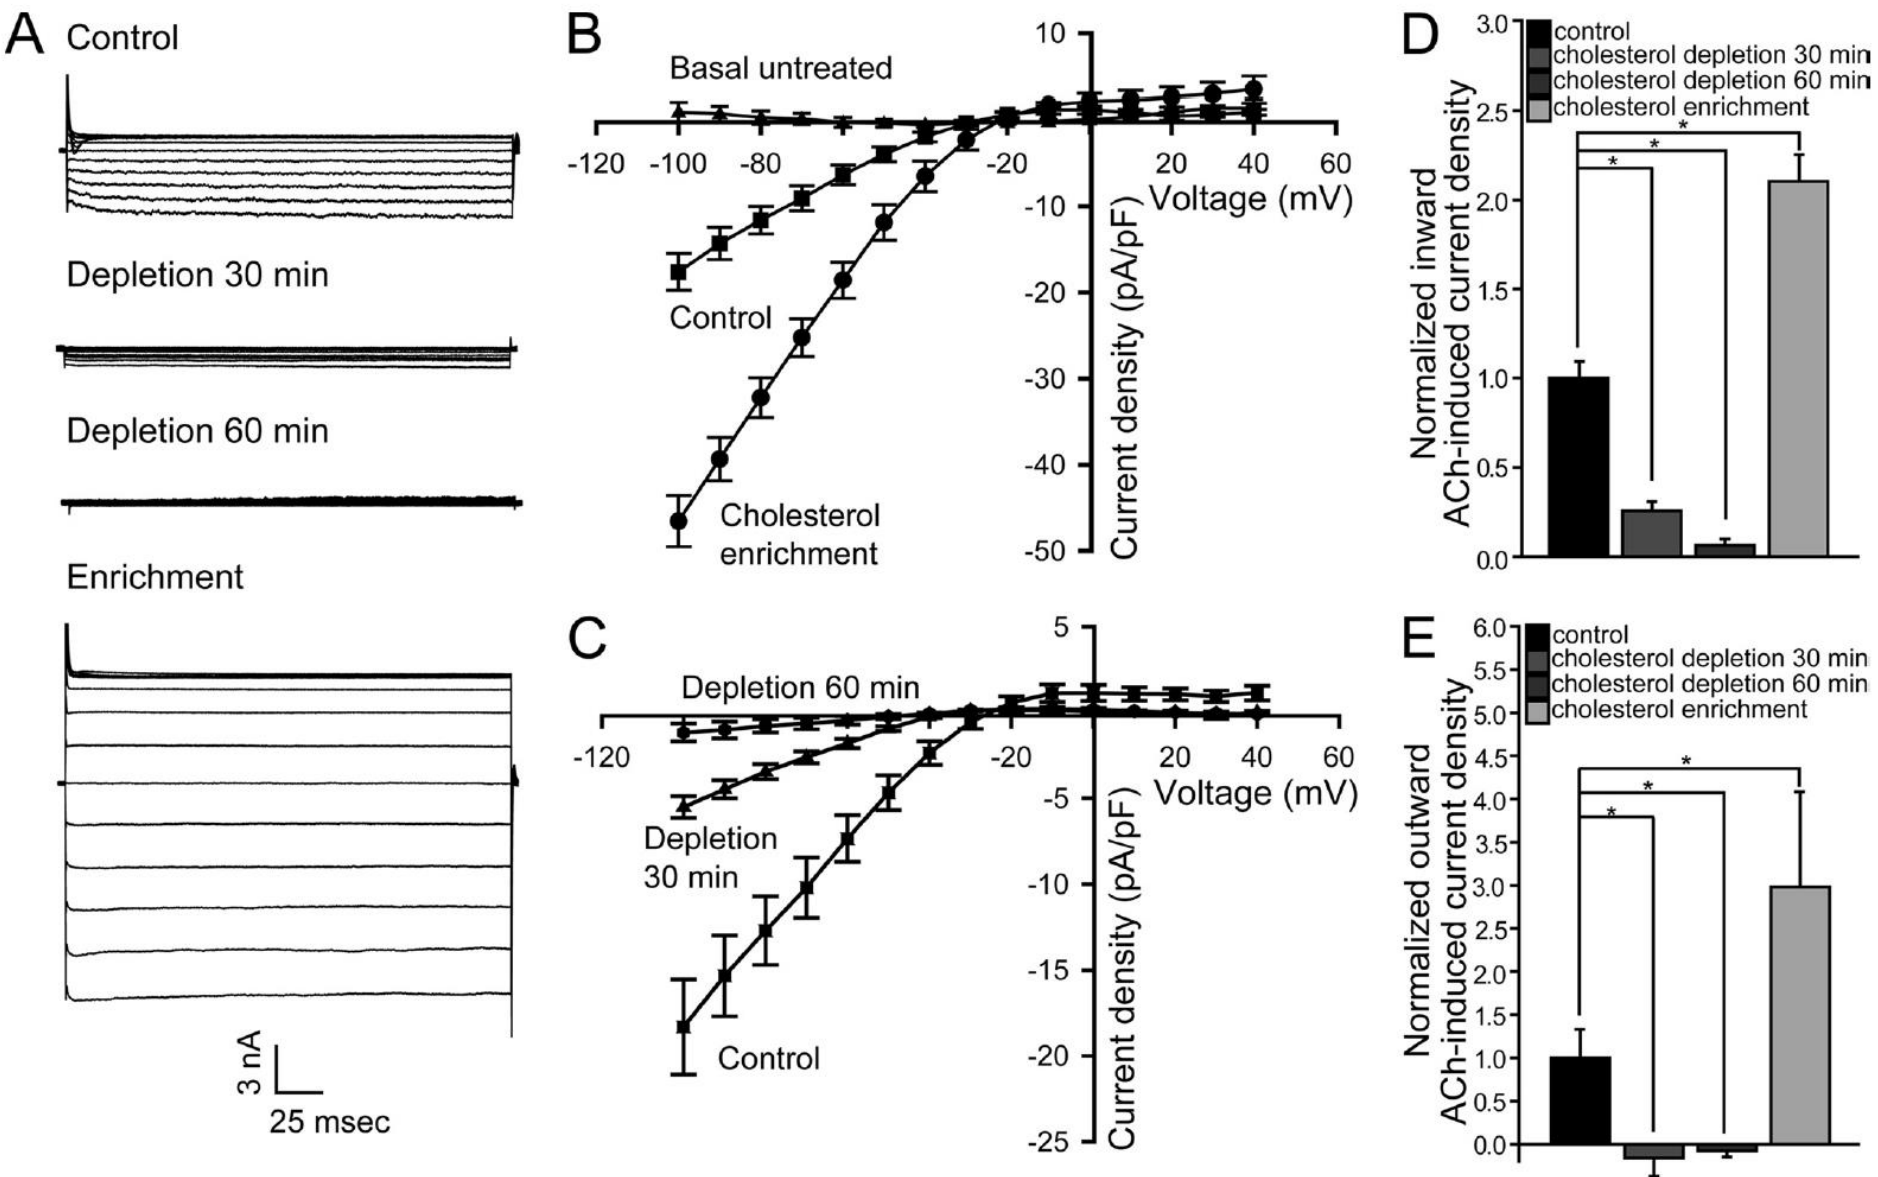 A
Control
Depletion 30 min
Depletion 60 min
Enrichment
3 nA
25 msec
B
Basal untreated
10
-120 -100 -80 -20 20 40 60
Voltage (mV)
-10
-20
-30
-40
-50
Current density (pA/pF)
Control
Cholesterol
enrichment
C
5
Depletion 60 min
-120 -20 20 40 60
Voltage (mV)
-5
-10
-15
-20
-25
Current density (pA/pF)
Depletion
30 min
Control
D
3.0
2.5
2.0
1.5
1.0
0.5
0.0
Normalized inward
ACh-induced current density
control
cholesterol depletion 30 min
cholesterol depletion 60 min
cholesterol enrichment
*
*
*
E
6.0
5.5
5.0
4.5
4.0
3.5
3.0
2.5
2.0
1.5
1.0
0.5
0.0
Normalized outward
ACh-induced current density
control
cholesterol depletion 30 min
cholesterol depletion 60 min
cholesterol enrichment
*
*
*